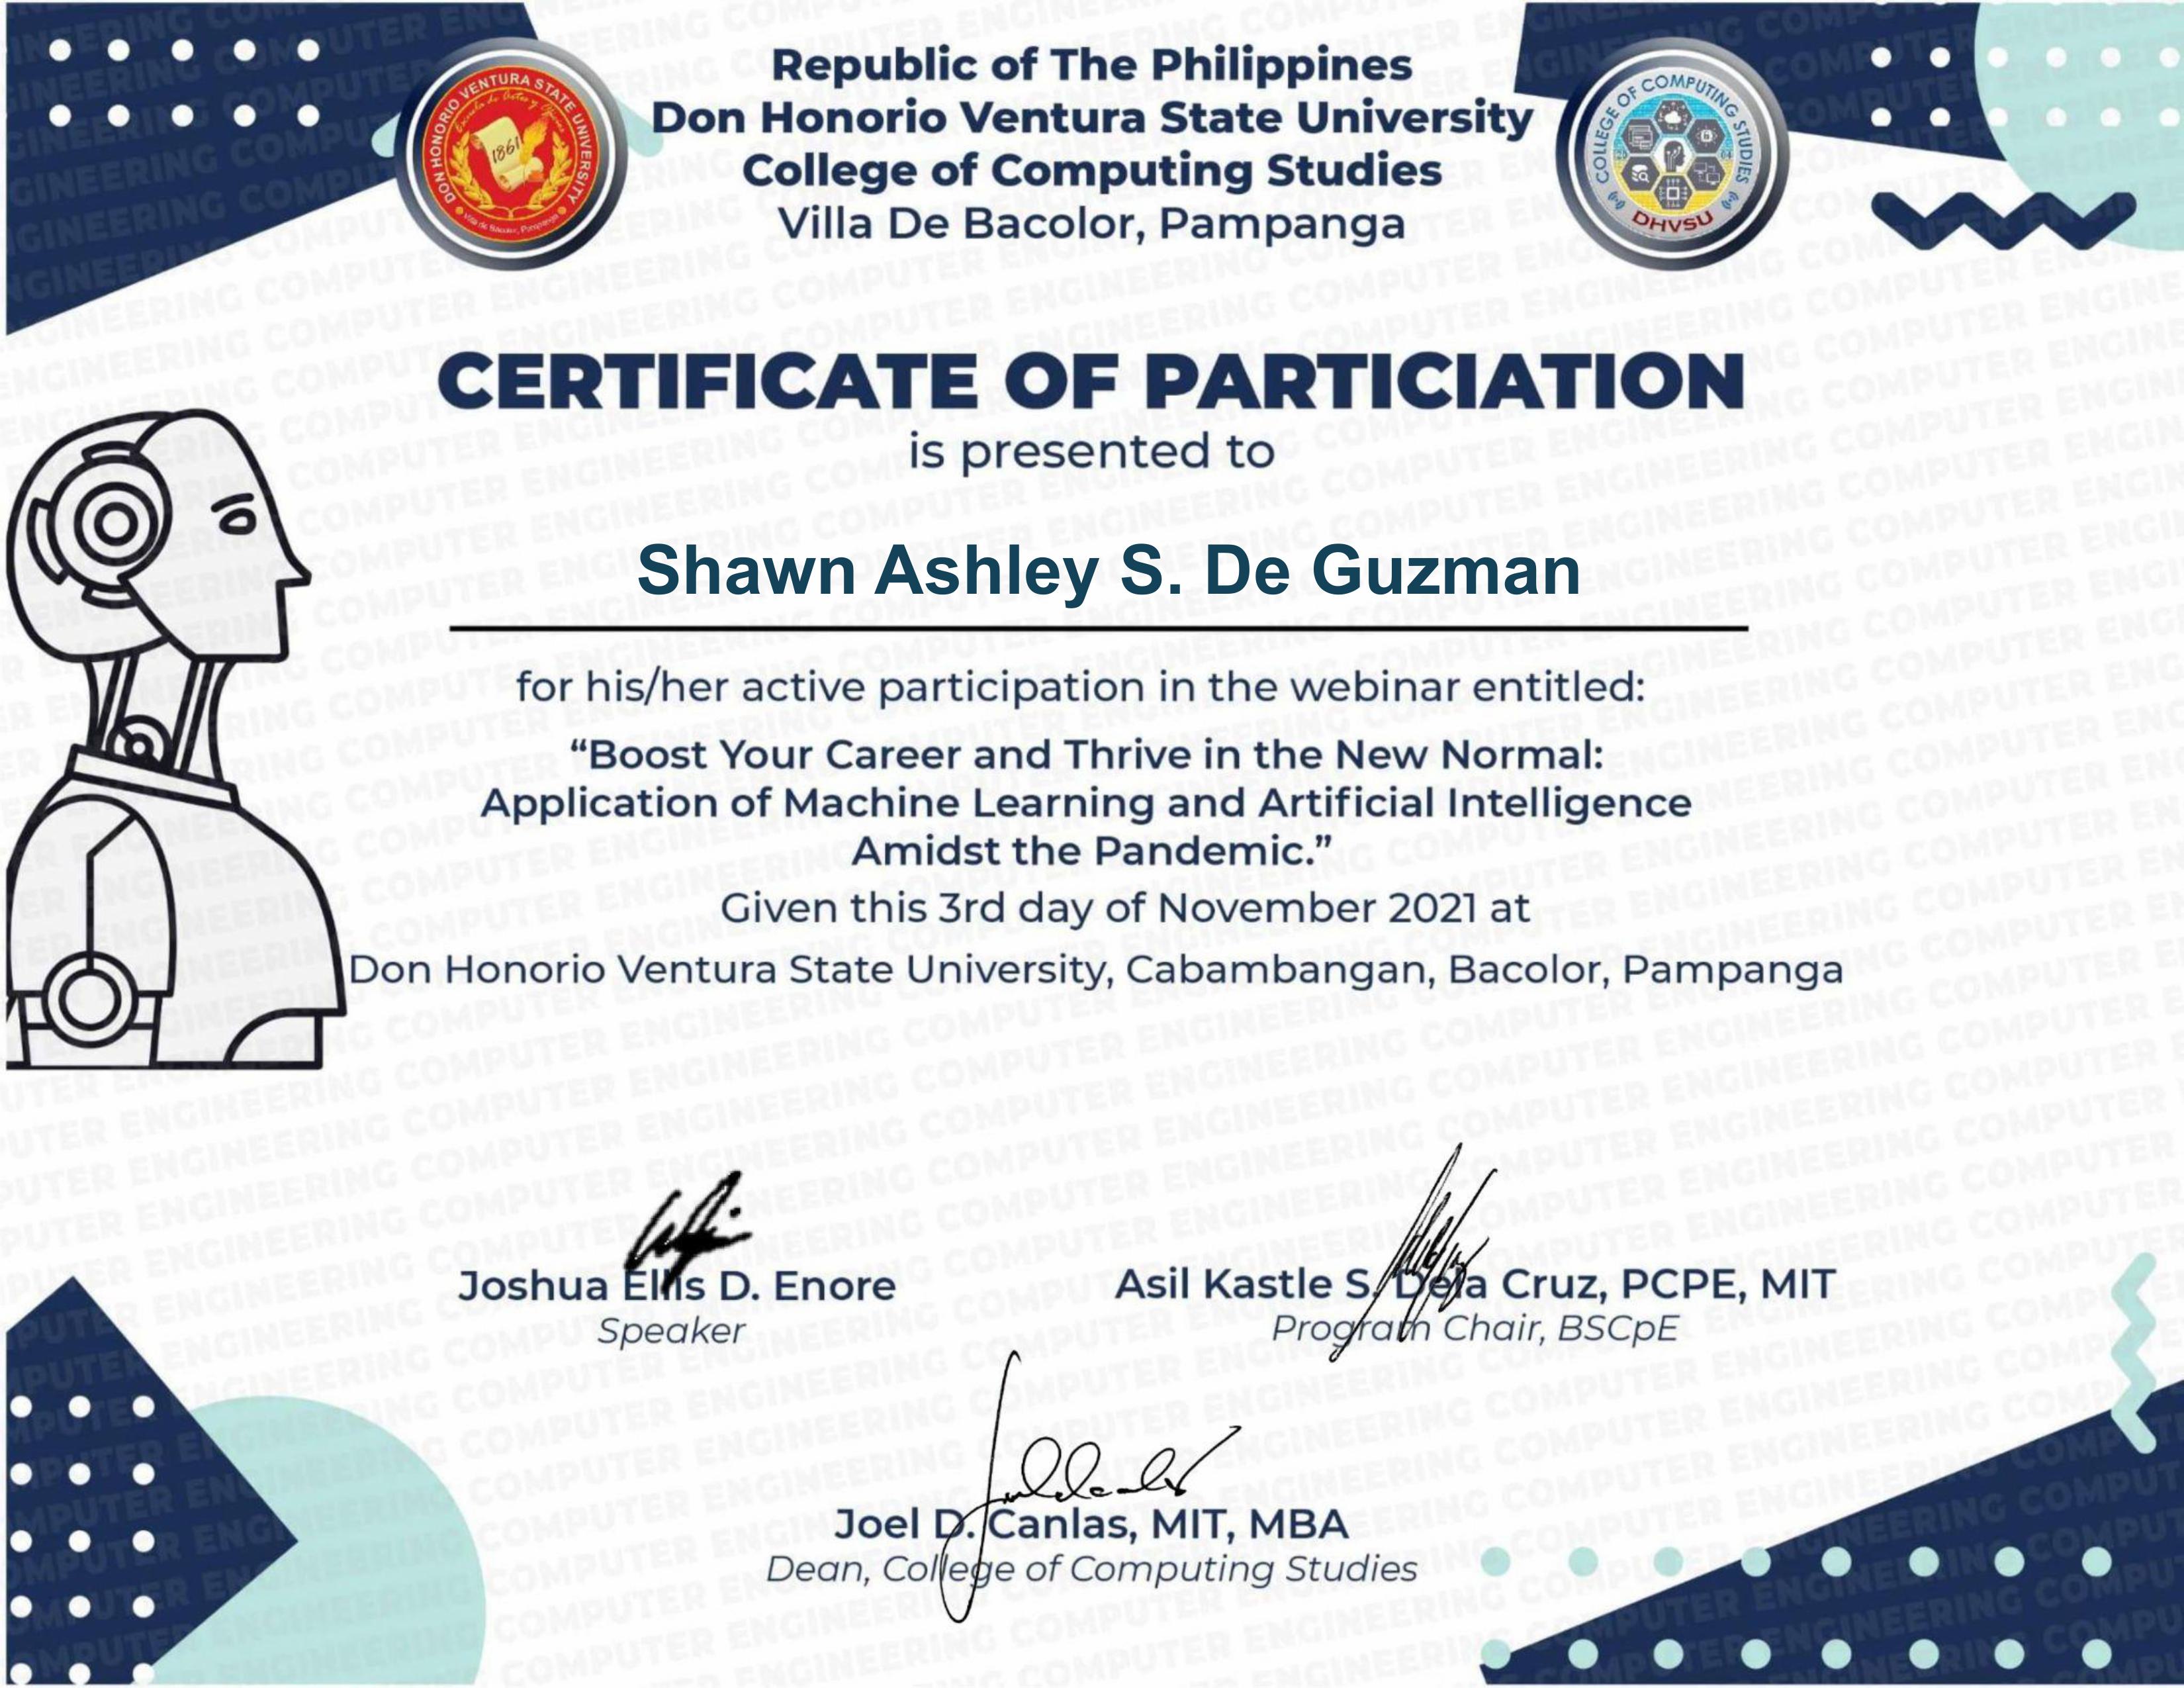 Republic of The Philippines
Don Honorio Ventura State University
College of Computing Studies
Villa De Bacolor, Pampanga
DON HONORIO VENTURA STATE UNIVERSITY
1861
Villa de Bacolor, Pampanga
COLLEGE OF COMPUTING STUDIES
DHVSU
CERTIFICATE OF PARTICIATION
is presented to
Shawn Ashley S. De Guzman
for his/her active participation in the webinar entitled:
“Boost Your Career and Thrive in the New Normal:
Application of Machine Learning and Artificial Intelligence
Amidst the Pandemic.”
Given this 3rd day of November 2021 at
Don Honorio Ventura State University, Cabambangan, Bacolor, Pampanga
Joshua Ellis D. Enore
Speaker
Asil Kastle S. Dela Cruz, PCPE, MIT
Program Chair, BSCpE
Joel D. Canlas, MIT, MBA
Dean, College of Computing Studies
COMPUTER ENGINEERING